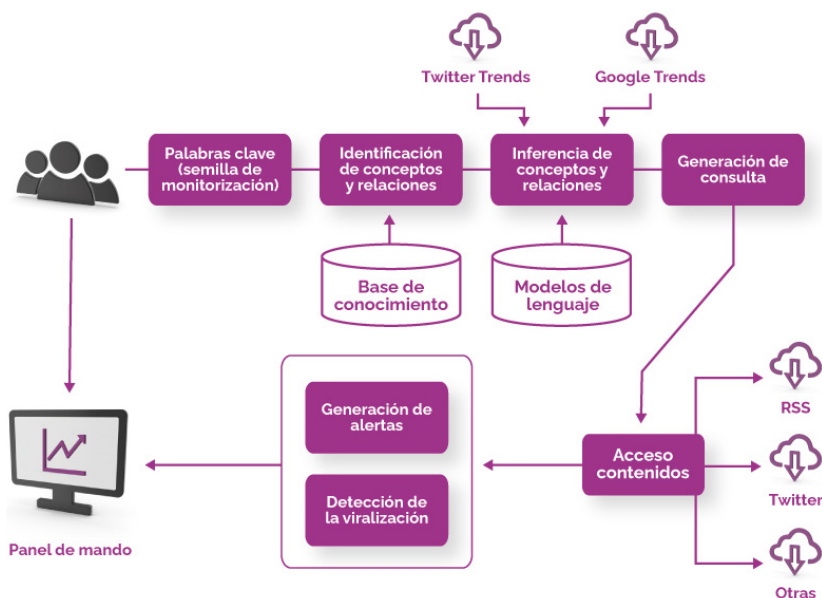 Twitter Trends
Google Trends
Palabras clave
(semilla de
monitorización)
Identificación
de conceptos
y relaciones
Inferencia de
conceptos y
relaciones
Generación de
consulta
Base de
conocimiento
Modelos de
lenguaje
Generación de
alertas
Detección de
la viralización
Acceso
contenidos
RSS
Twitter
Otras
Panel de mando